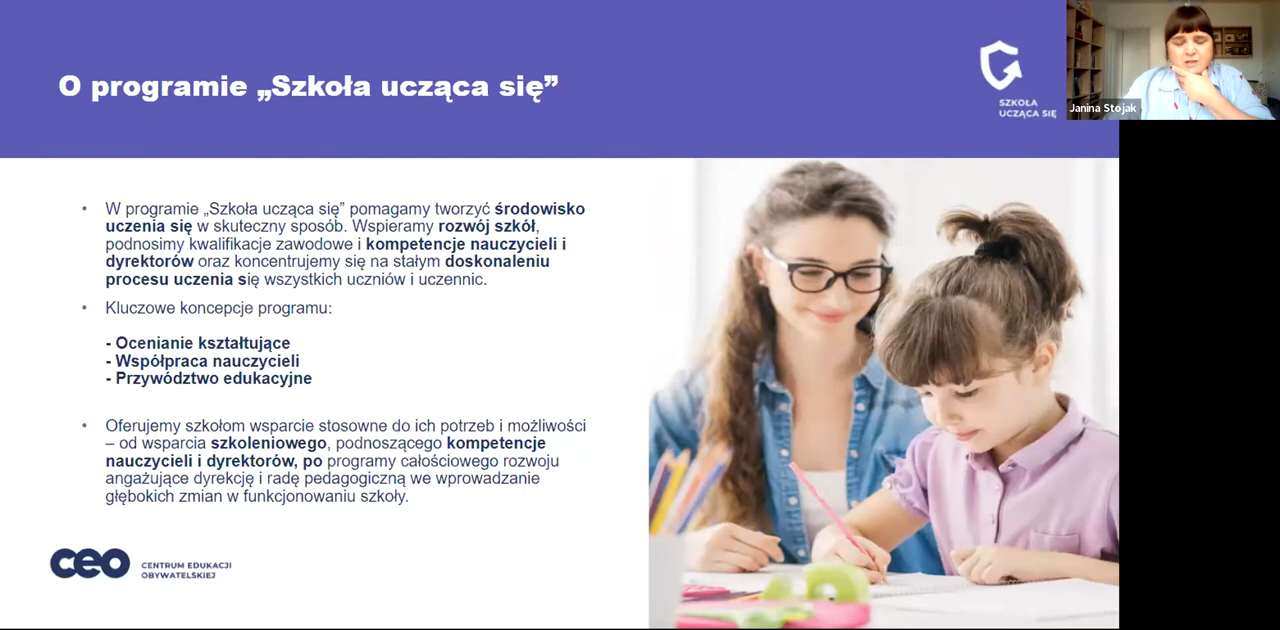 O programie „Szkoła ucząca się”
SZKOŁA
UCZĄCA SIĘ
Janina Stojak
• W programie „Szkoła ucząca się” pomagamy tworzyć środowisko
uczenia się w skuteczny sposób. Wspieramy rozwój szkół,
podnosimy kwalifikacje zawodowe i kompetencje nauczycieli i
dyrektorów oraz koncentrujemy się na stałym doskonaleniu
procesu uczenia się wszystkich uczniów i uczennic.
• Kluczowe koncepcje programu:
- Ocenianie kształtujące
- Współpraca nauczycieli
- Przywództwo edukacyjne
• Oferujemy szkołom wsparcie stosowne do ich potrzeb i możliwości
– od wsparcia szkoleniowego, podnoszącego kompetencje
nauczycieli i dyrektorów, po programy całościowego rozwoju
angażujące dyrekcję i radę pedagogiczną we wprowadzanie
głębokich zmian w funkcjonowaniu szkoły.
ceo
CENTRUM EDUKACJI
OBYWATELSKIEJ